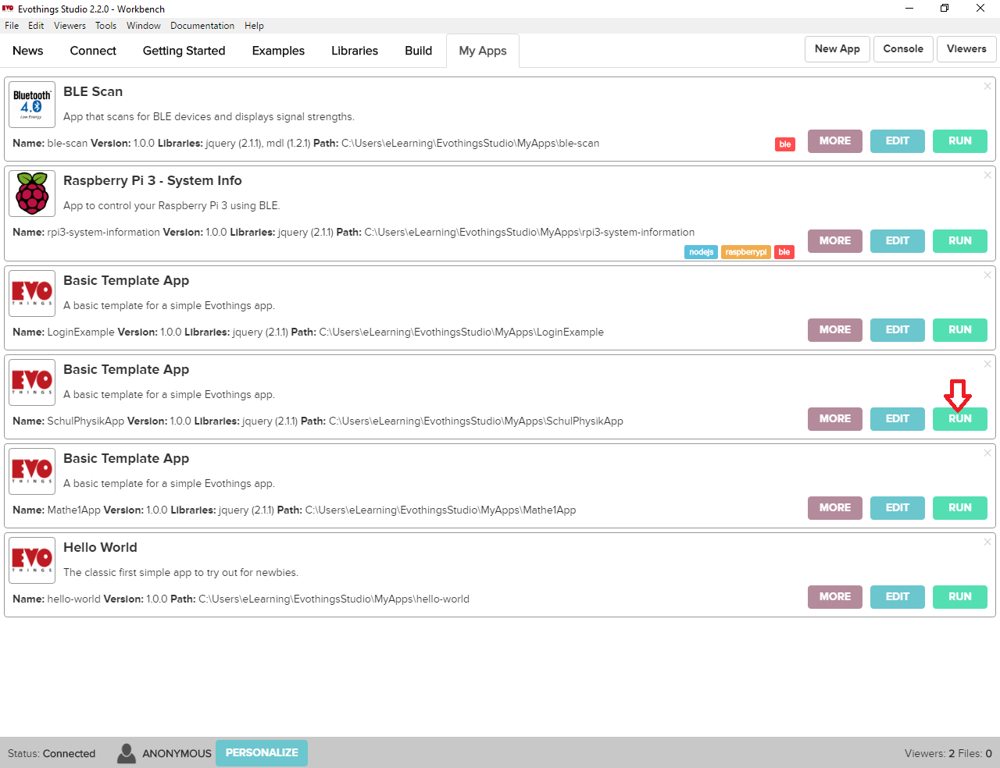 EVO Evothings Studio 2.2.0 - Workbench
File Edit Viewers Tools Window Documentation Help
News Connect Getting Started Examples Libraries Build My Apps New App Console Viewers
Bluetooth 4.0 Low Energy
BLE Scan
App that scans for BLE devices and displays signal strengths.
Name: ble-scan Version: 1.0.0 Libraries: jquery (2.1.1), mdl (1.2.1) Path: C:\Users\eLearning\EvothingsStudio\MyApps\ble-scan
ble MORE EDIT RUN
Raspberry Pi 3 - System Info
App to control your Raspberry Pi 3 using BLE.
Name: rpi3-system-information Version: 1.0.0 Libraries: jquery (2.1.1) Path: C:\Users\eLearning\EvothingsStudio\MyApps\rpi3-system-information
MORE EDIT RUN
nodejs raspberrypi ble
EVO THINGS
Basic Template App
A basic template for a simple Evothings app.
Name: LoginExample Version: 1.0.0 Libraries: jquery (2.1.1) Path: C:\Users\eLearning\EvothingsStudio\MyApps\LoginExample
MORE EDIT RUN
EVO THINGS
Basic Template App
A basic template for a simple Evothings app.
Name: SchulPhysikApp Version: 1.0.0 Libraries: jquery (2.1.1) Path: C:\Users\eLearning\EvothingsStudio\MyApps\SchulPhysikApp
MORE EDIT RUN
EVO THINGS
Basic Template App
A basic template for a simple Evothings app.
Name: Mathe1App Version: 1.0.0 Libraries: jquery (2.1.1) Path: C:\Users\eLearning\EvothingsStudio\MyApps\Mathe1App
MORE EDIT RUN
EVO THINGS
Hello World
The classic first simple app to try out for newbies.
Name: hello-world Version: 1.0.0 Path: C:\Users\eLearning\EvothingsStudio\MyApps\hello-world
MORE EDIT RUN
Status: Connected ANONYMOUS PERSONALIZE Viewers: 2 Files: 0